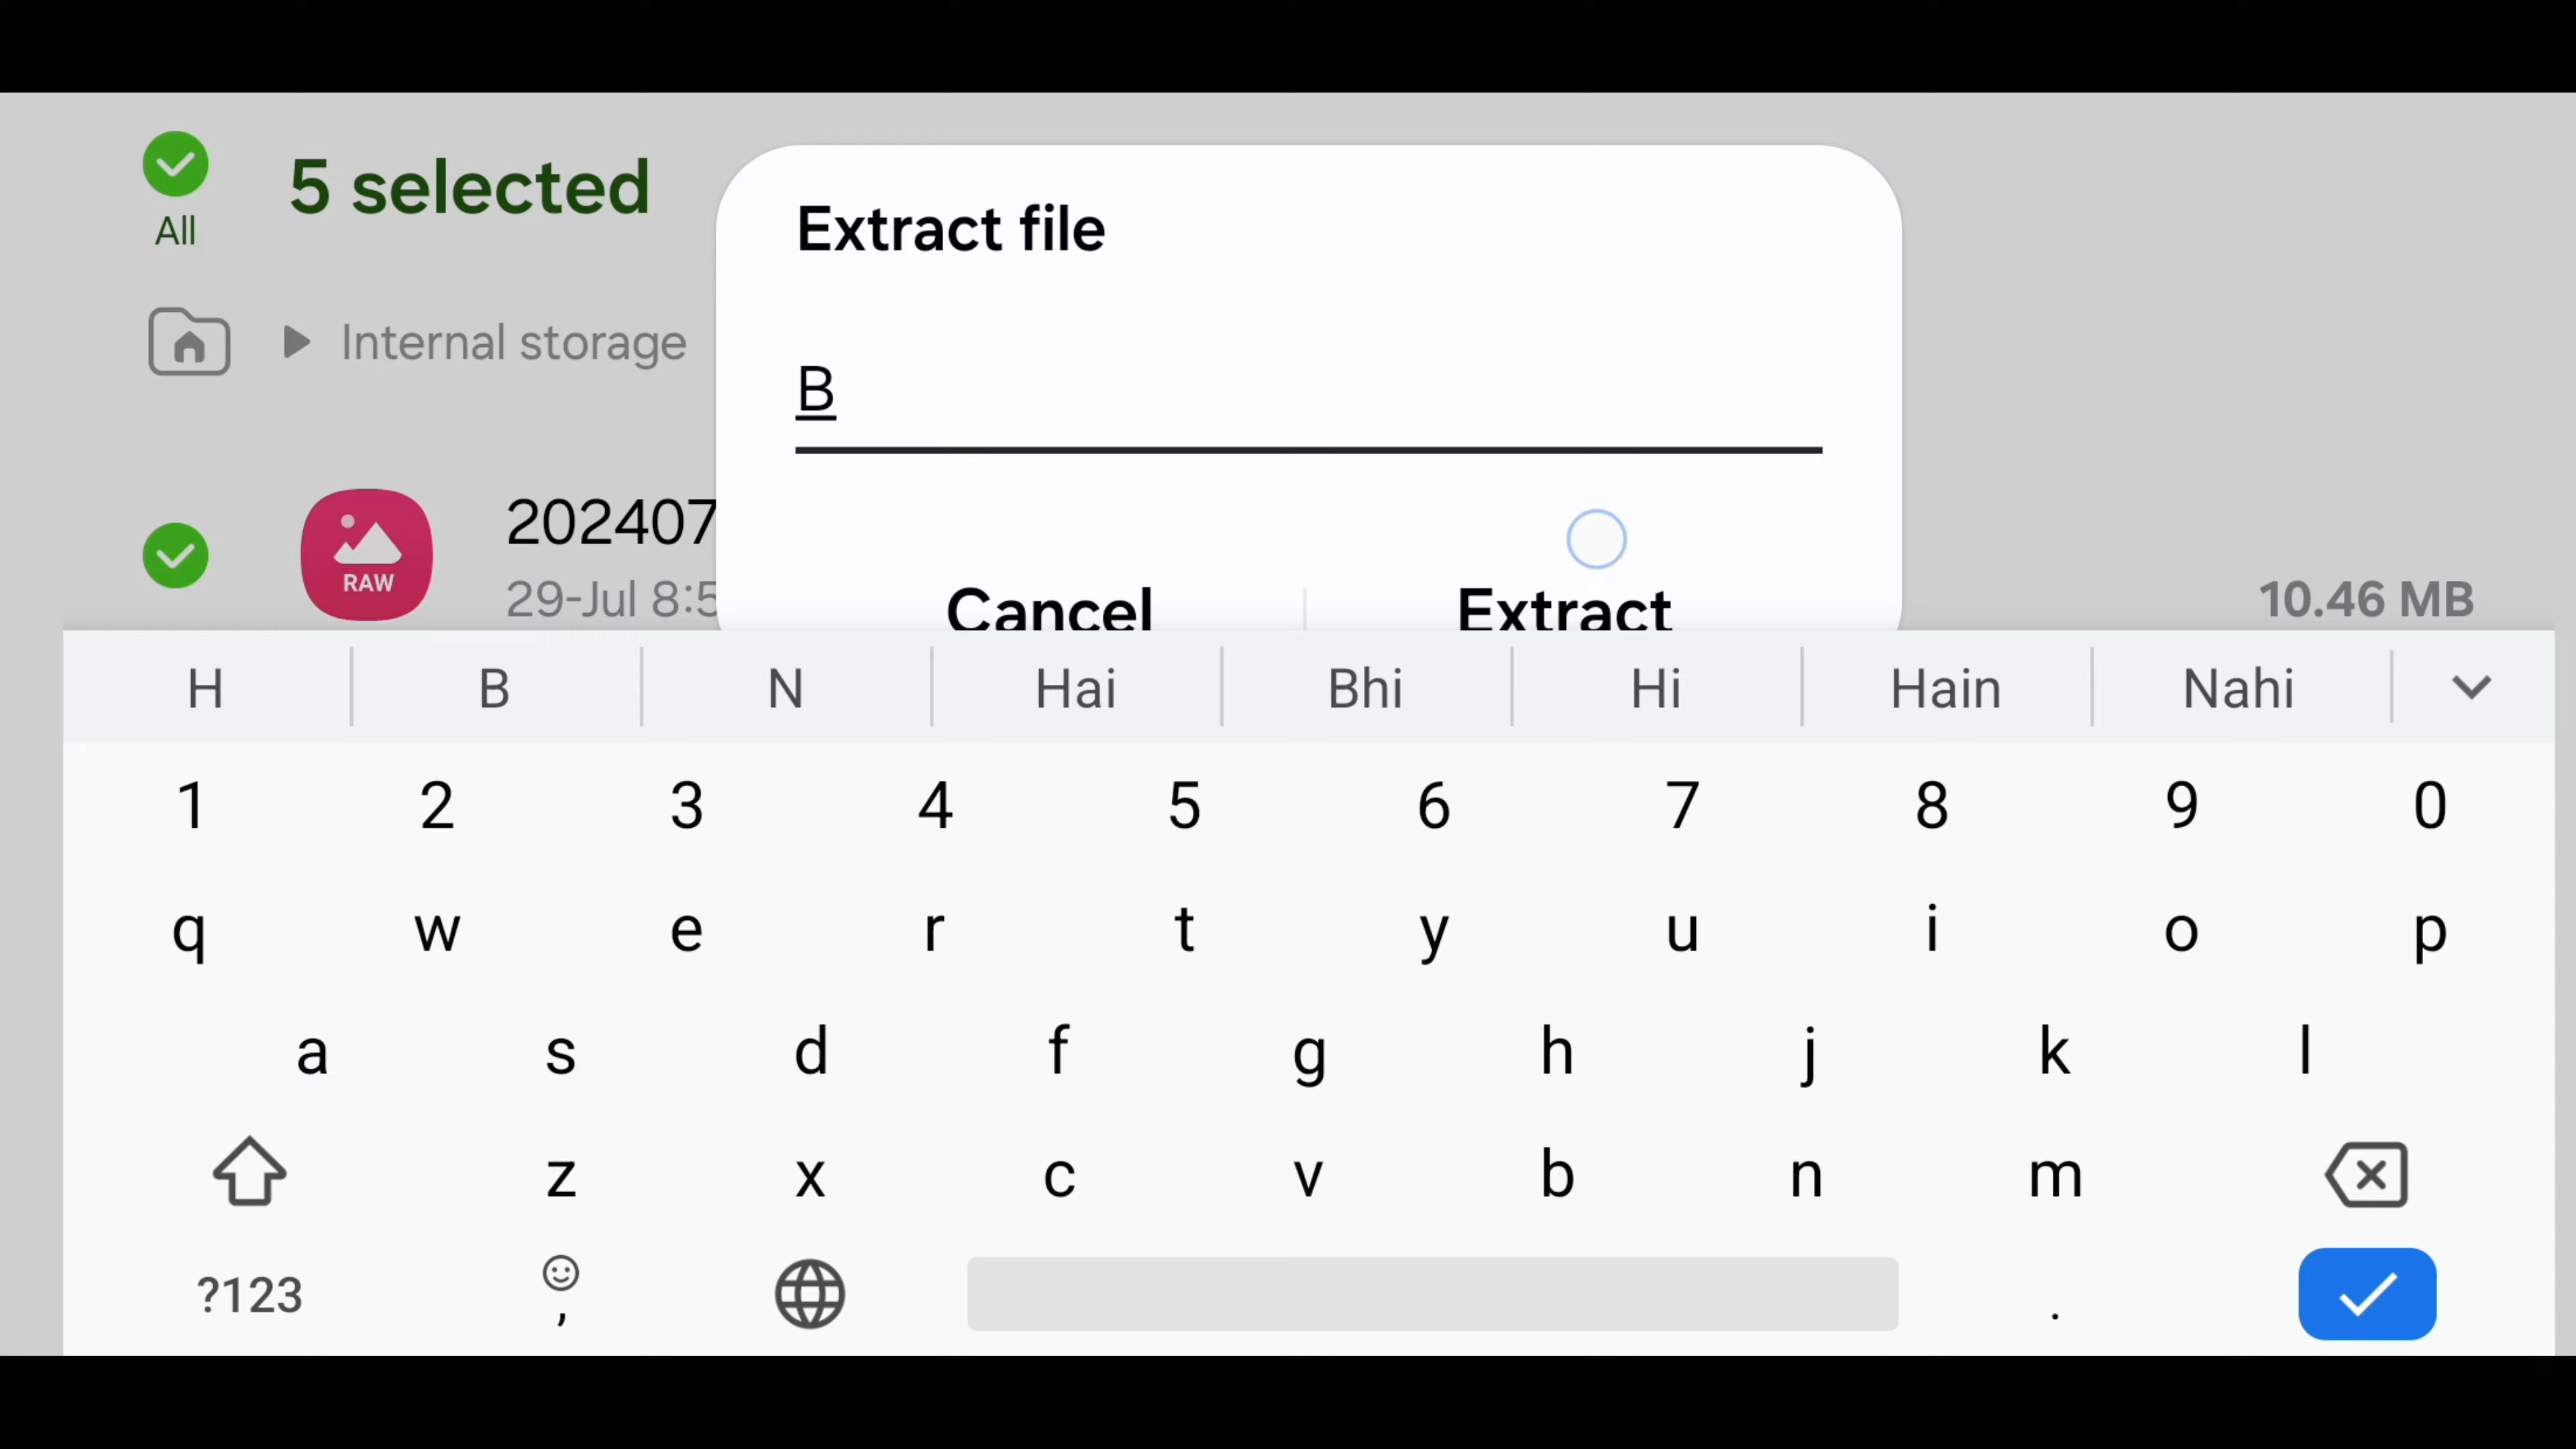 5 selected
All
Internal storage
Extract file
B
Cancel
Extract
202407
RAW
29-Jul 8:5
10.46 MB
H B N Hai Bhi Hi Hain Nahi
1 2 3 4 5 6 7 8 9 0
q w e r t y u i o p
a s d f g h j k l
z x c v b n m
?123 , .